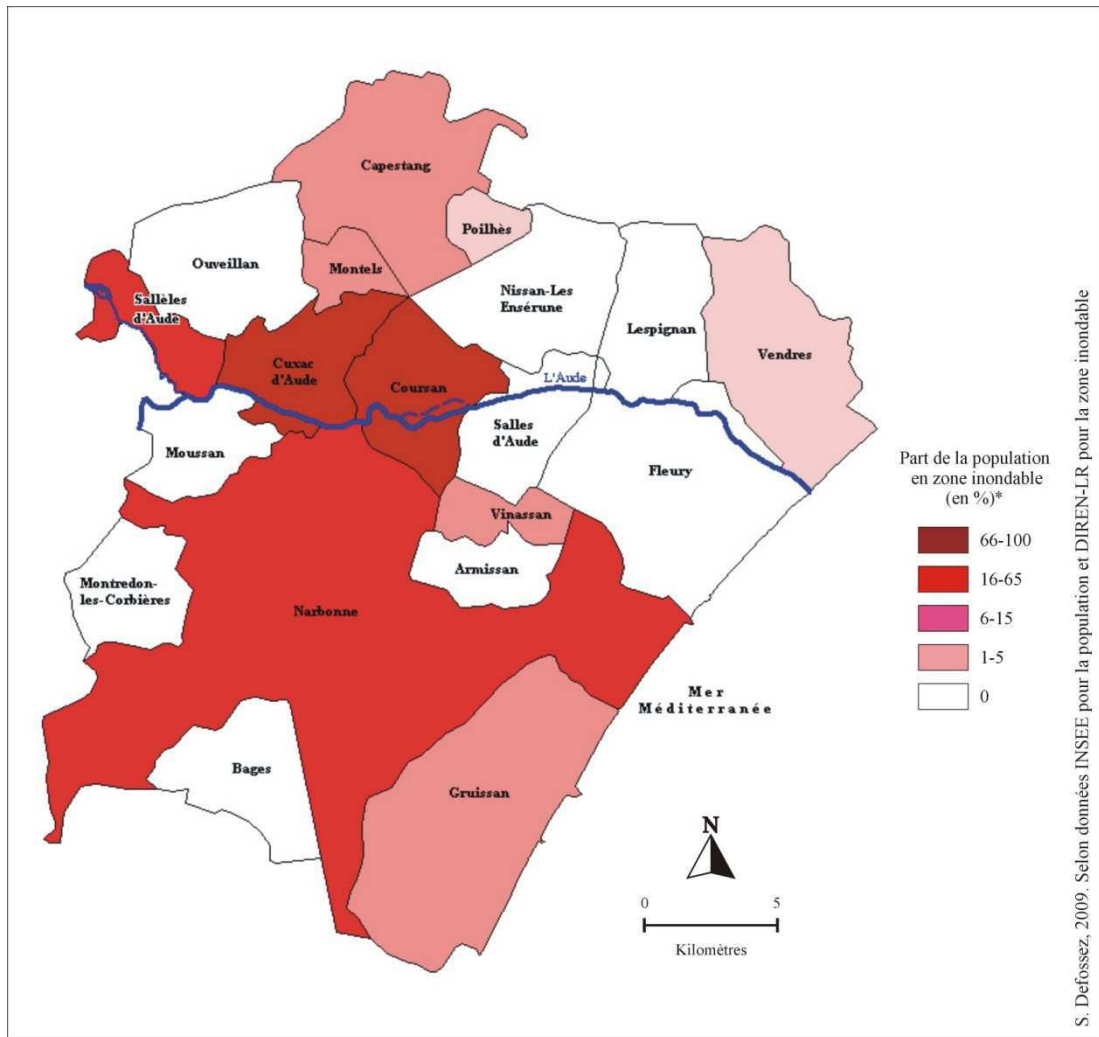 Capestang
Poilhès
Ouveillan
Montels
Nissan-Les
Ensérune
Sallèles
d'Aude
Lespignan
Vendres
Cuxac
d'Aude
Coursan
L'Aude
Salles
d'Aude
Moussan
Fleury
Vinassan
Armissan
Montredon-
les-Corbières
Narbonne
Mer
Méditerranée
Bages
Gruissan
N
0 5
Kilomètres
Part de la population
en zone inondable
(en %)*
66-100
16-65
6-15
1-5
0
S. Defossez, 2009. Selon données INSEE pour la population et DIREN-LR pour la zone inondable